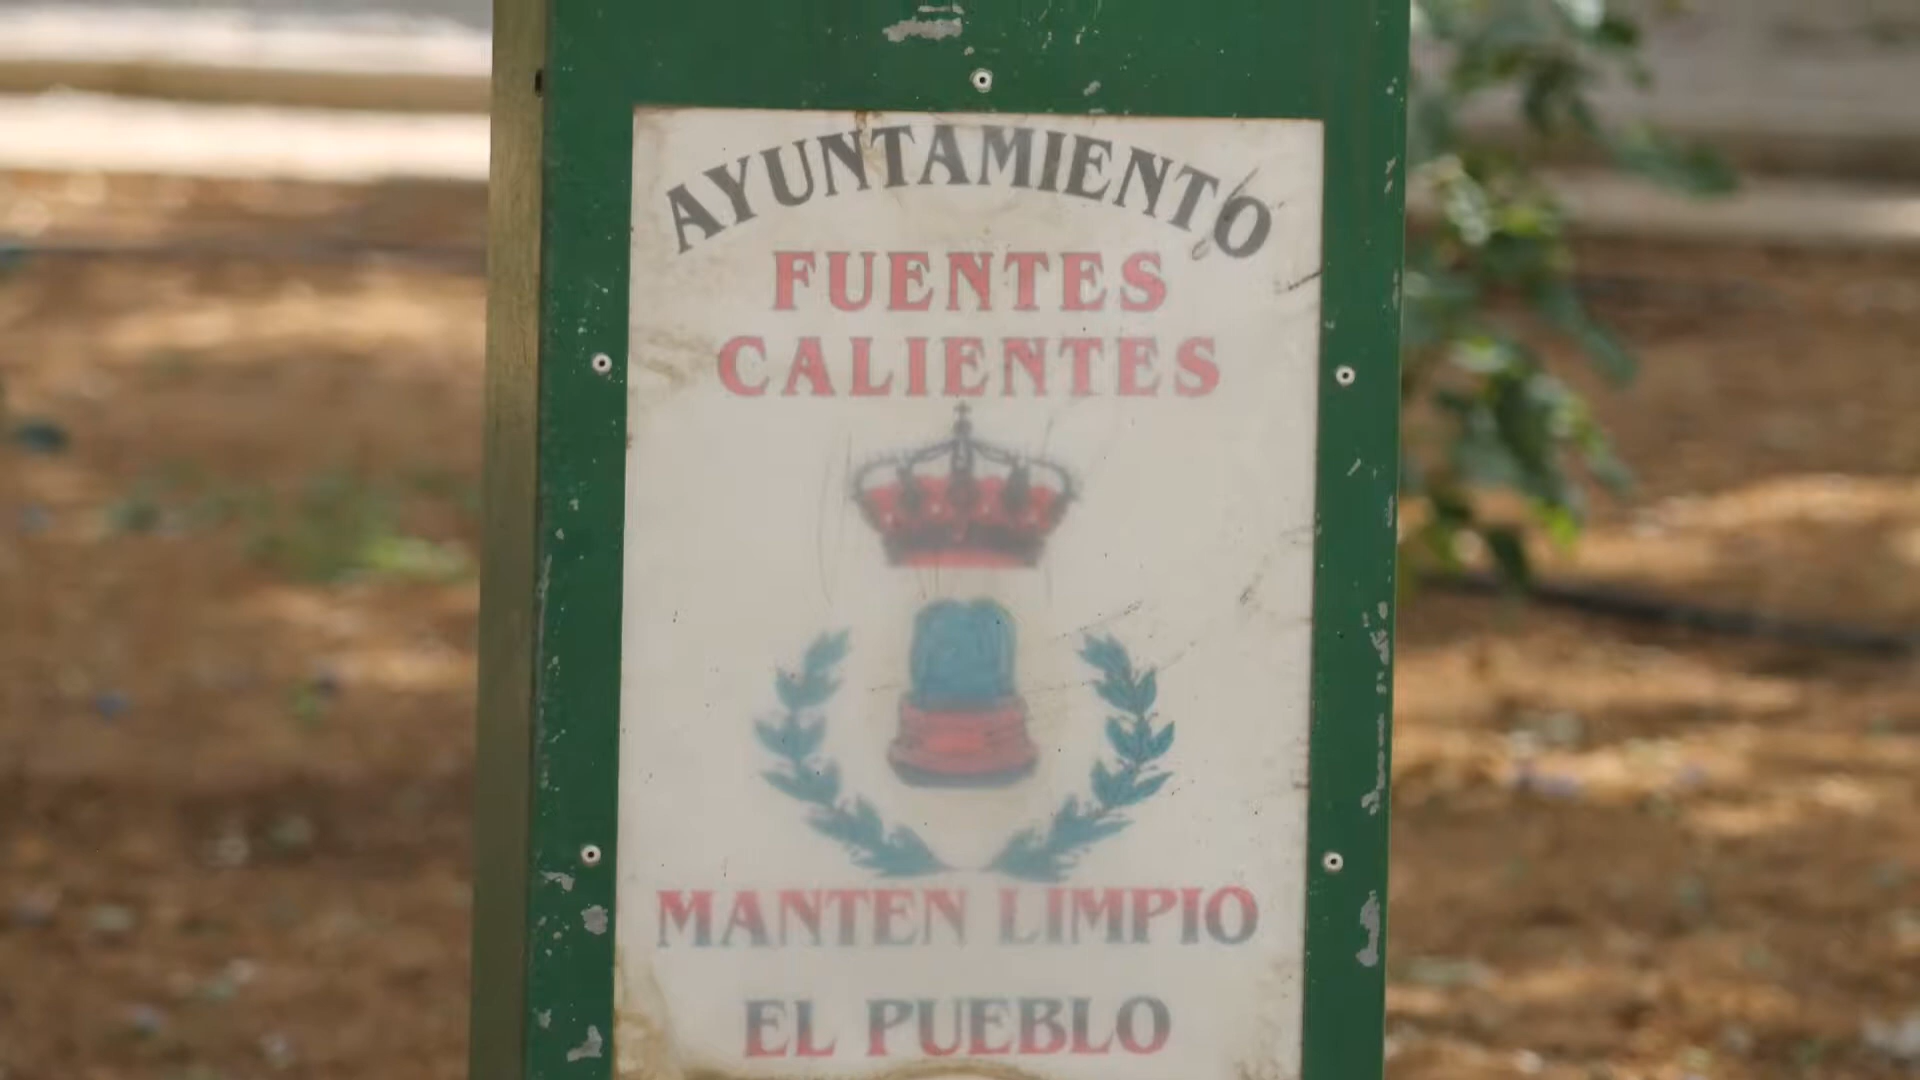 AYUNTAMIENTO
FUENTES
CALIENTES
MANTEN LIMPIO
EL PUEBLO